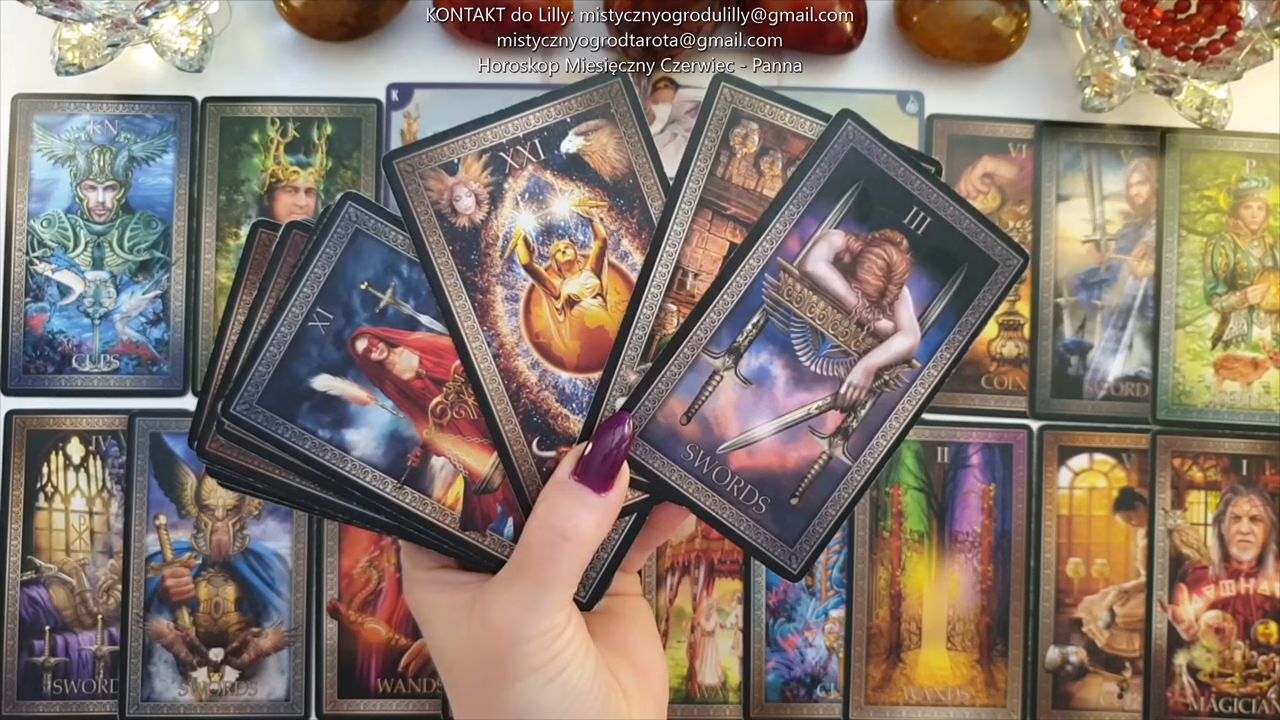 KONTAKT do Lilly: mistycznyogrodulilly@gmail.com
mistycznyogrodtarota@gmail.com
Horoskop Miesięczny Czerwiec - Panna
KN
CUPS
K
K
XXI
XI
III
SWORDS
VI
COIN
V
SWORD
P
IV
SWORD
SWORDS
WANDS
WAN
II
WANDS
I
MAGICIAN